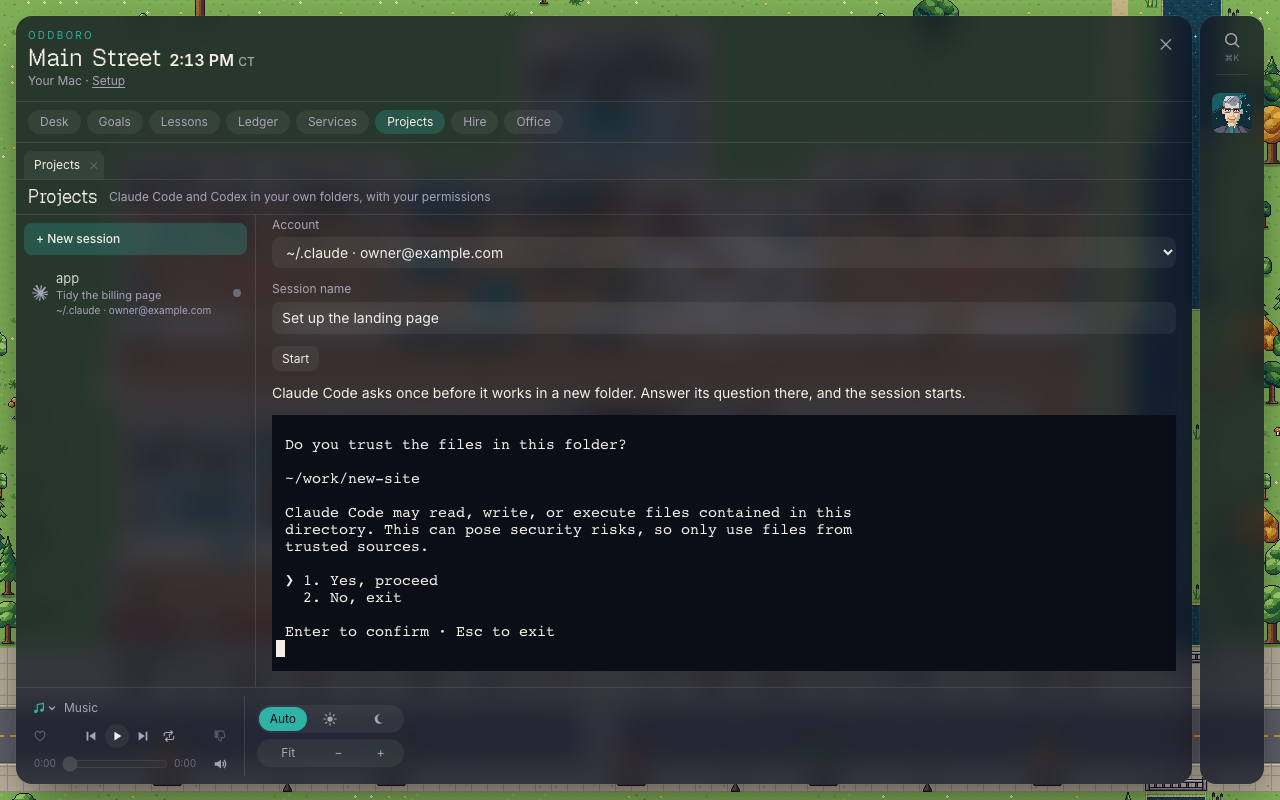 ODDBORO
Main Street 2:13 PM CT
Your Mac · Setup
⌘K
Desk Goals Lessons Ledger Services Projects Hire Office
Projects ×
Projects Claude Code and Codex in your own folders, with your permissions
+ New session
app
Tidy the billing page
~/.claude · owner@example.com
Account
~/.claude · owner@example.com
Session name
Set up the landing page
Start
Claude Code asks once before it works in a new folder. Answer its question there, and the session starts.
Do you trust the files in this folder?
~/work/new-site
Claude Code may read, write, or execute files contained in this
directory. This can pose security risks, so only use files from
trusted sources.
❯ 1. Yes, proceed
2. No, exit
Enter to confirm · Esc to exit
Music
0:00 0:00
Auto
Fit − +